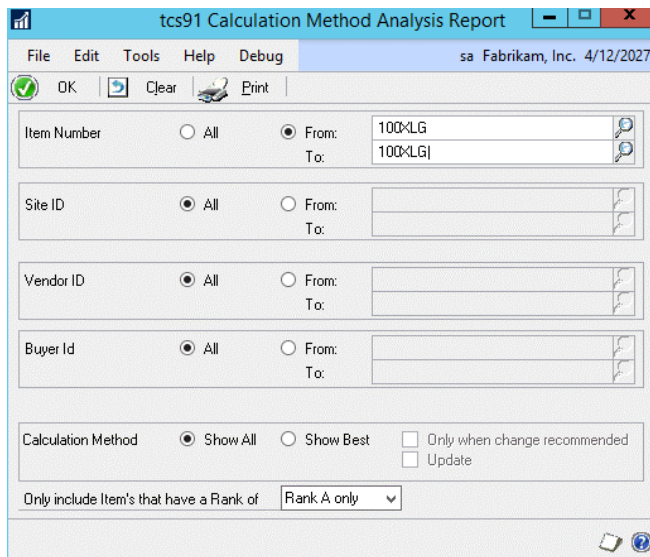 tcs91 Calculation Method Analysis Report
File Edit Tools Help Debug sa Fabrikam, Inc. 4/12/2027
OK Clear Print
Item Number All From: 100XLG
To: 100XLG
Site ID All From:
To:
Vendor ID All From:
To:
Buyer Id All From:
To:
Calculation Method Show All Show Best Only when change recommended
Update
Only include Item's that have a Rank of Rank A only